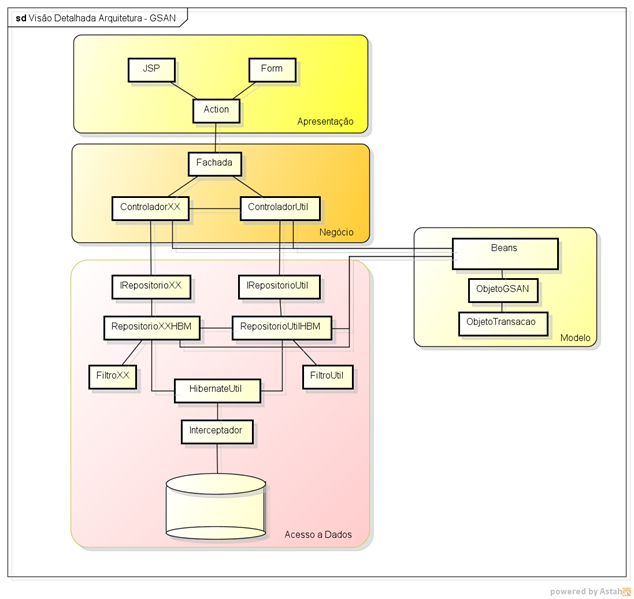 sd Visão Detalhada Arquitetura - GSAN
JSP
Form
Action
Apresentação
Fachada
ControladorXX
ControladorUtil
Negócio
Beans
ObjetoGSAN
ObjetoTransacao
Modelo
IRepositorioXX
IRepositorioUtil
RepositorioXXHBM
RepositorioUtilHBM
FiltroXX
FiltroUtil
HibernateUtil
Interceptador
Acesso a Dados
powered by Astah